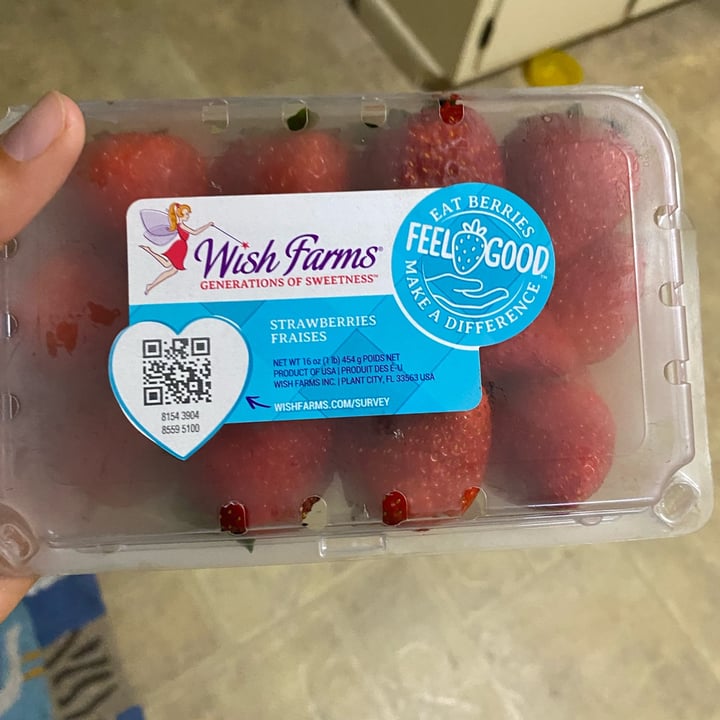 Wish Farms®
GENERATIONS OF SWEETNESS™
EAT BERRIES
FEEL GOOD™
MAKE A DIFFERENCE
STRAWBERRIES
FRAISES
NET WT 16 oz (1 lb) 454 g POIDS NET
PRODUCT OF USA | PRODUIT DES É-U
WISH FARMS INC. | PLANT CITY, FL 33563 USA
WISHFARMS.COM/SURVEY
8154 3904
8559 5100